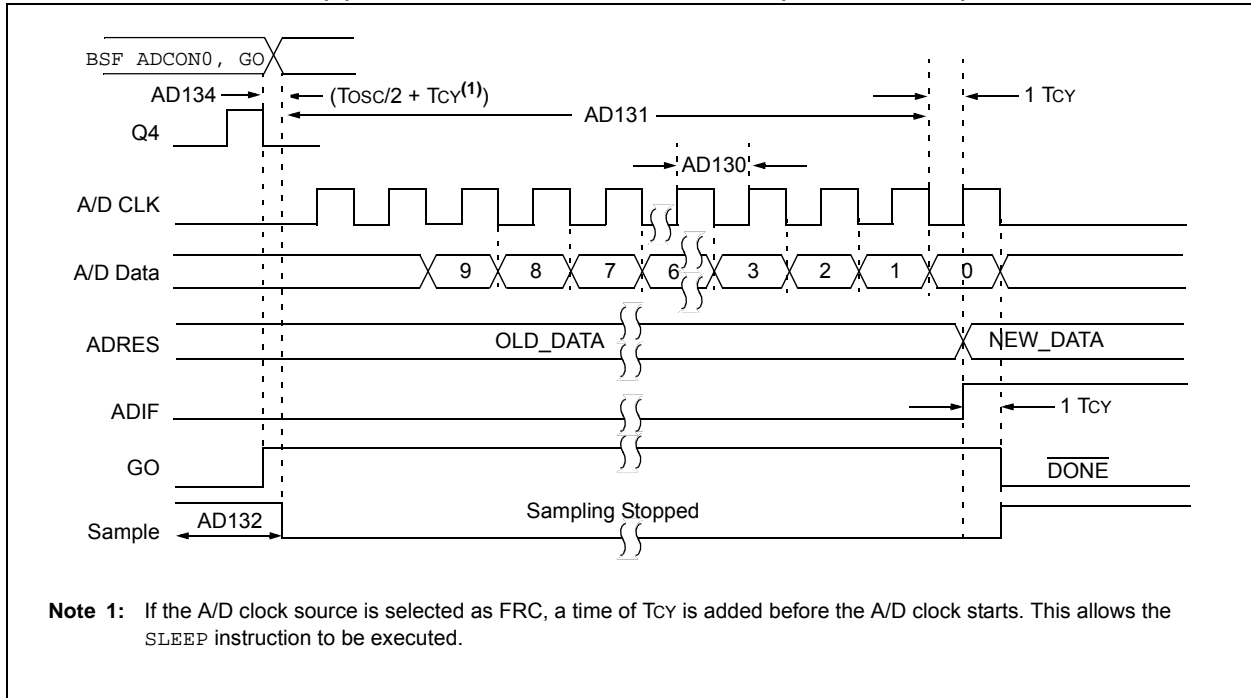 BSF ADCON0, GO
AD134
(TOSC/2 + TCY(1))
1 TCY
AD131
Q4
AD130
A/D CLK
A/D Data
9 8 7 6 3 2 1 0
ADRES
OLD_DATA
NEW_DATA
ADIF
1 TCY
GO
DONE
Sample
AD132
Sampling Stopped
Note 1: If the A/D clock source is selected as FRC, a time of TCY is added before the A/D clock starts. This allows the
SLEEP instruction to be executed.